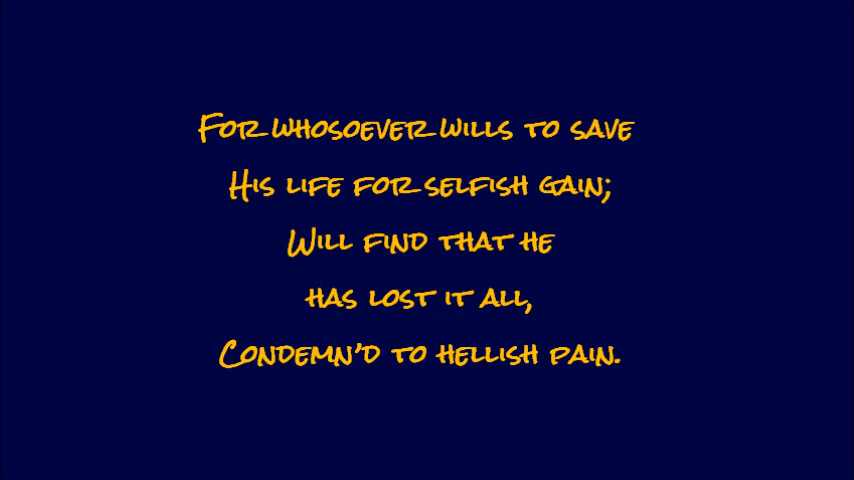 For whosoever wills to save
His life for selfish gain;
Will find that he
has lost it all,
Condemn'd to hellish pain.